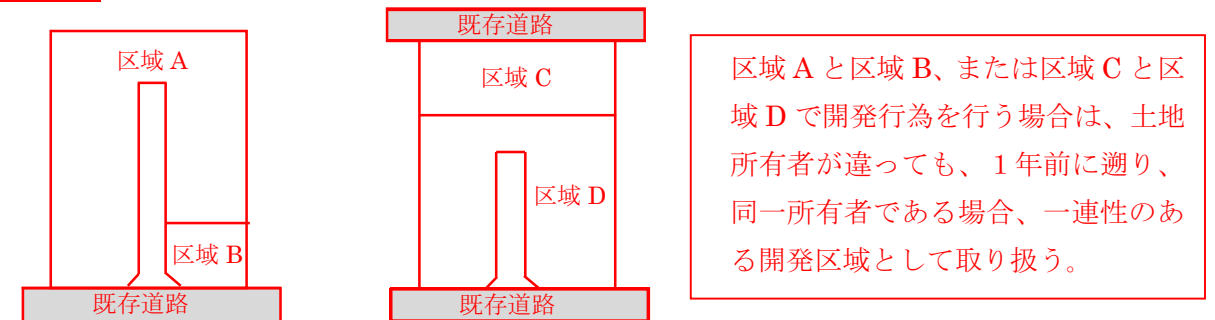 区域 A
区域 B
既存道路
既存道路
区域 C
区域 D
既存道路
区域 A と区域 B、または区域 C と区
域 D で開発行為を行う場合は、土地
所有者が違っても、１年前に遡り、
同一所有者である場合、一連性のあ
る開発区域として取り扱う。